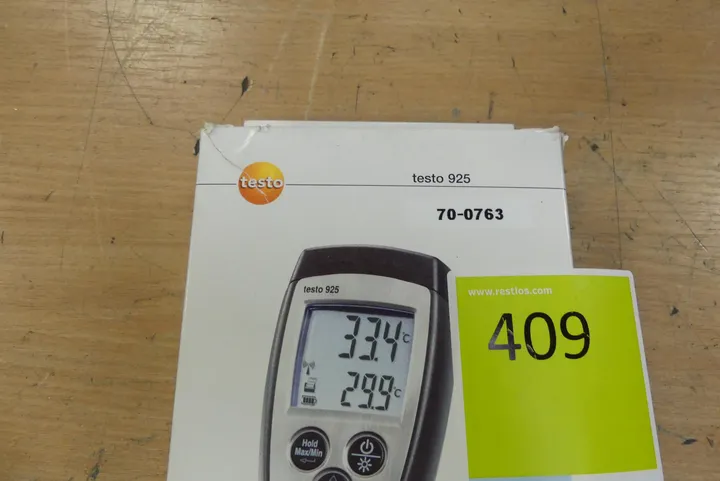 testo
testo 925
70-0763
testo 925
33.4°C
29.9°C
Hold
Max/Min
www.restlos.com
409